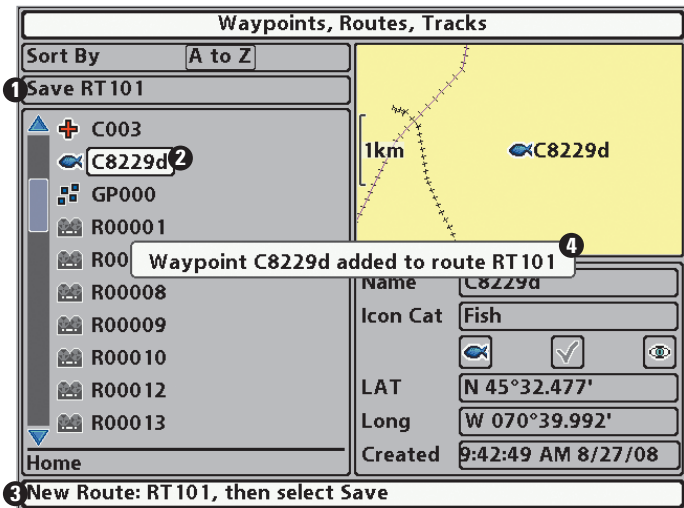 Waypoints, Routes, Tracks
Sort By A to Z
1 Save RT101
C003
C8229d 2
GP000
R00001
R00
R00008
R00009
R00010
R00012
R00013
Home
1km
C8229d
Waypoint C8229d added to route RT101 4
Name C8229d
Icon Cat Fish
LAT N 45°32.477'
Long W 070°39.992'
Created 9:42:49 AM 8/27/08
3 New Route: RT101, then select Save